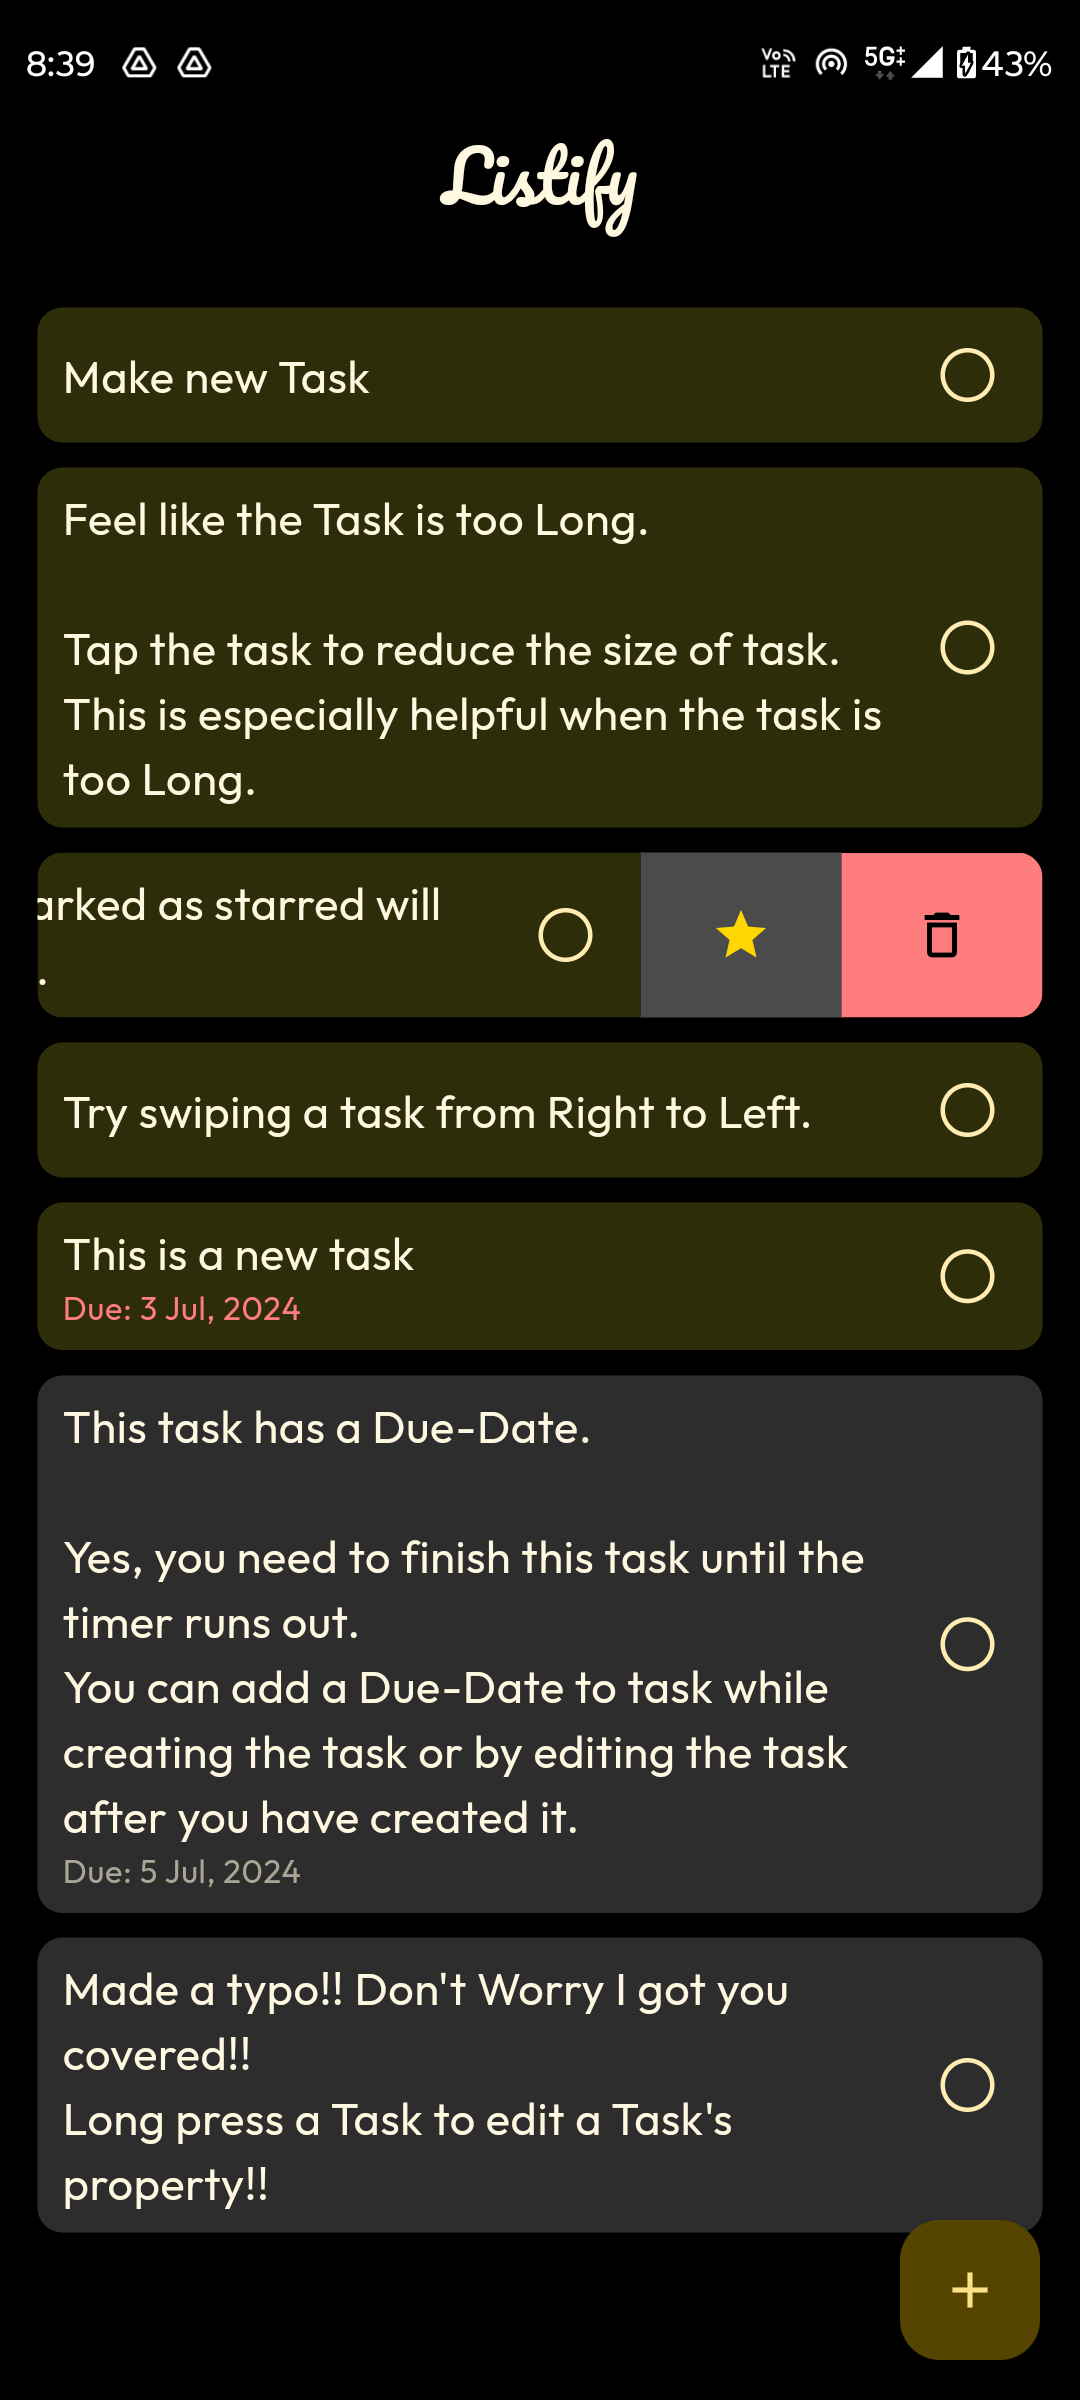 8:39 Vo LTE 5G 43%
Listify
Make new Task
Feel like the Task is too Long.
Tap the task to reduce the size of task.
This is especially helpful when the task is
too Long.
arked as starred will
.
Try swiping a task from Right to Left.
This is a new task
Due: 3 Jul, 2024
This task has a Due-Date.
Yes, you need to finish this task until the
timer runs out.
You can add a Due-Date to task while
creating the task or by editing the task
after you have created it.
Due: 5 Jul, 2024
Made a typo!! Don't Worry I got you
covered!!
Long press a Task to edit a Task's
property!!
+